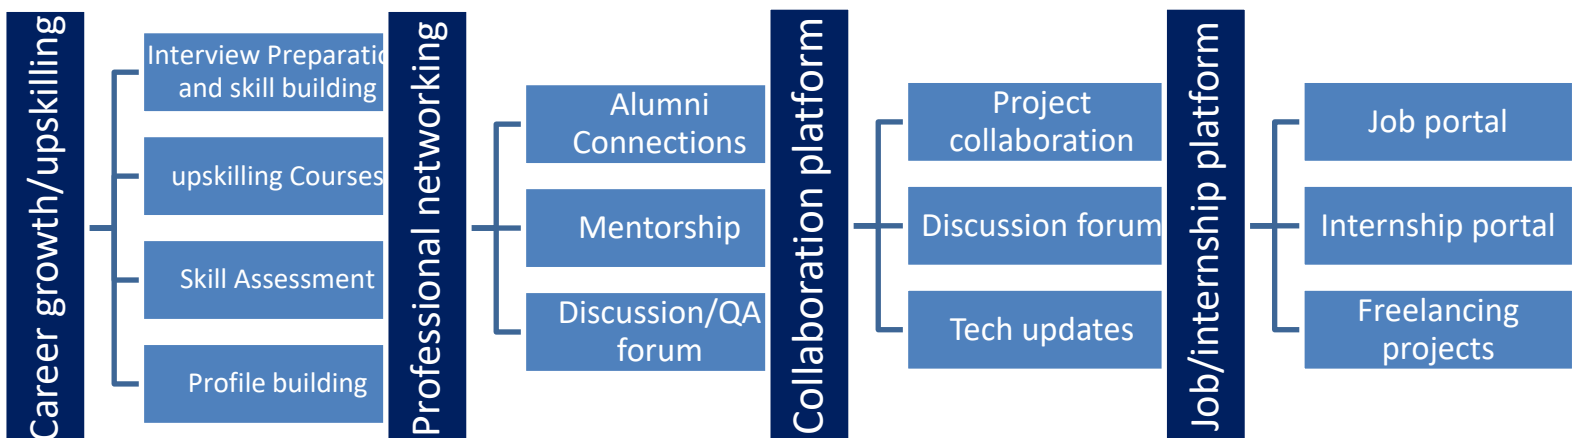 Career growth/upskilling
Interview Preparatio
and skill building
upskilling Courses
Skill Assessment
Profile building
Professional networking
Alumni
Connections
Mentorship
Discussion/QA
forum
Collaboration platform
Project
collaboration
Discussion forum
Tech updates
Job/internship platform
Job portal
Internship portal
Freelancing
projects